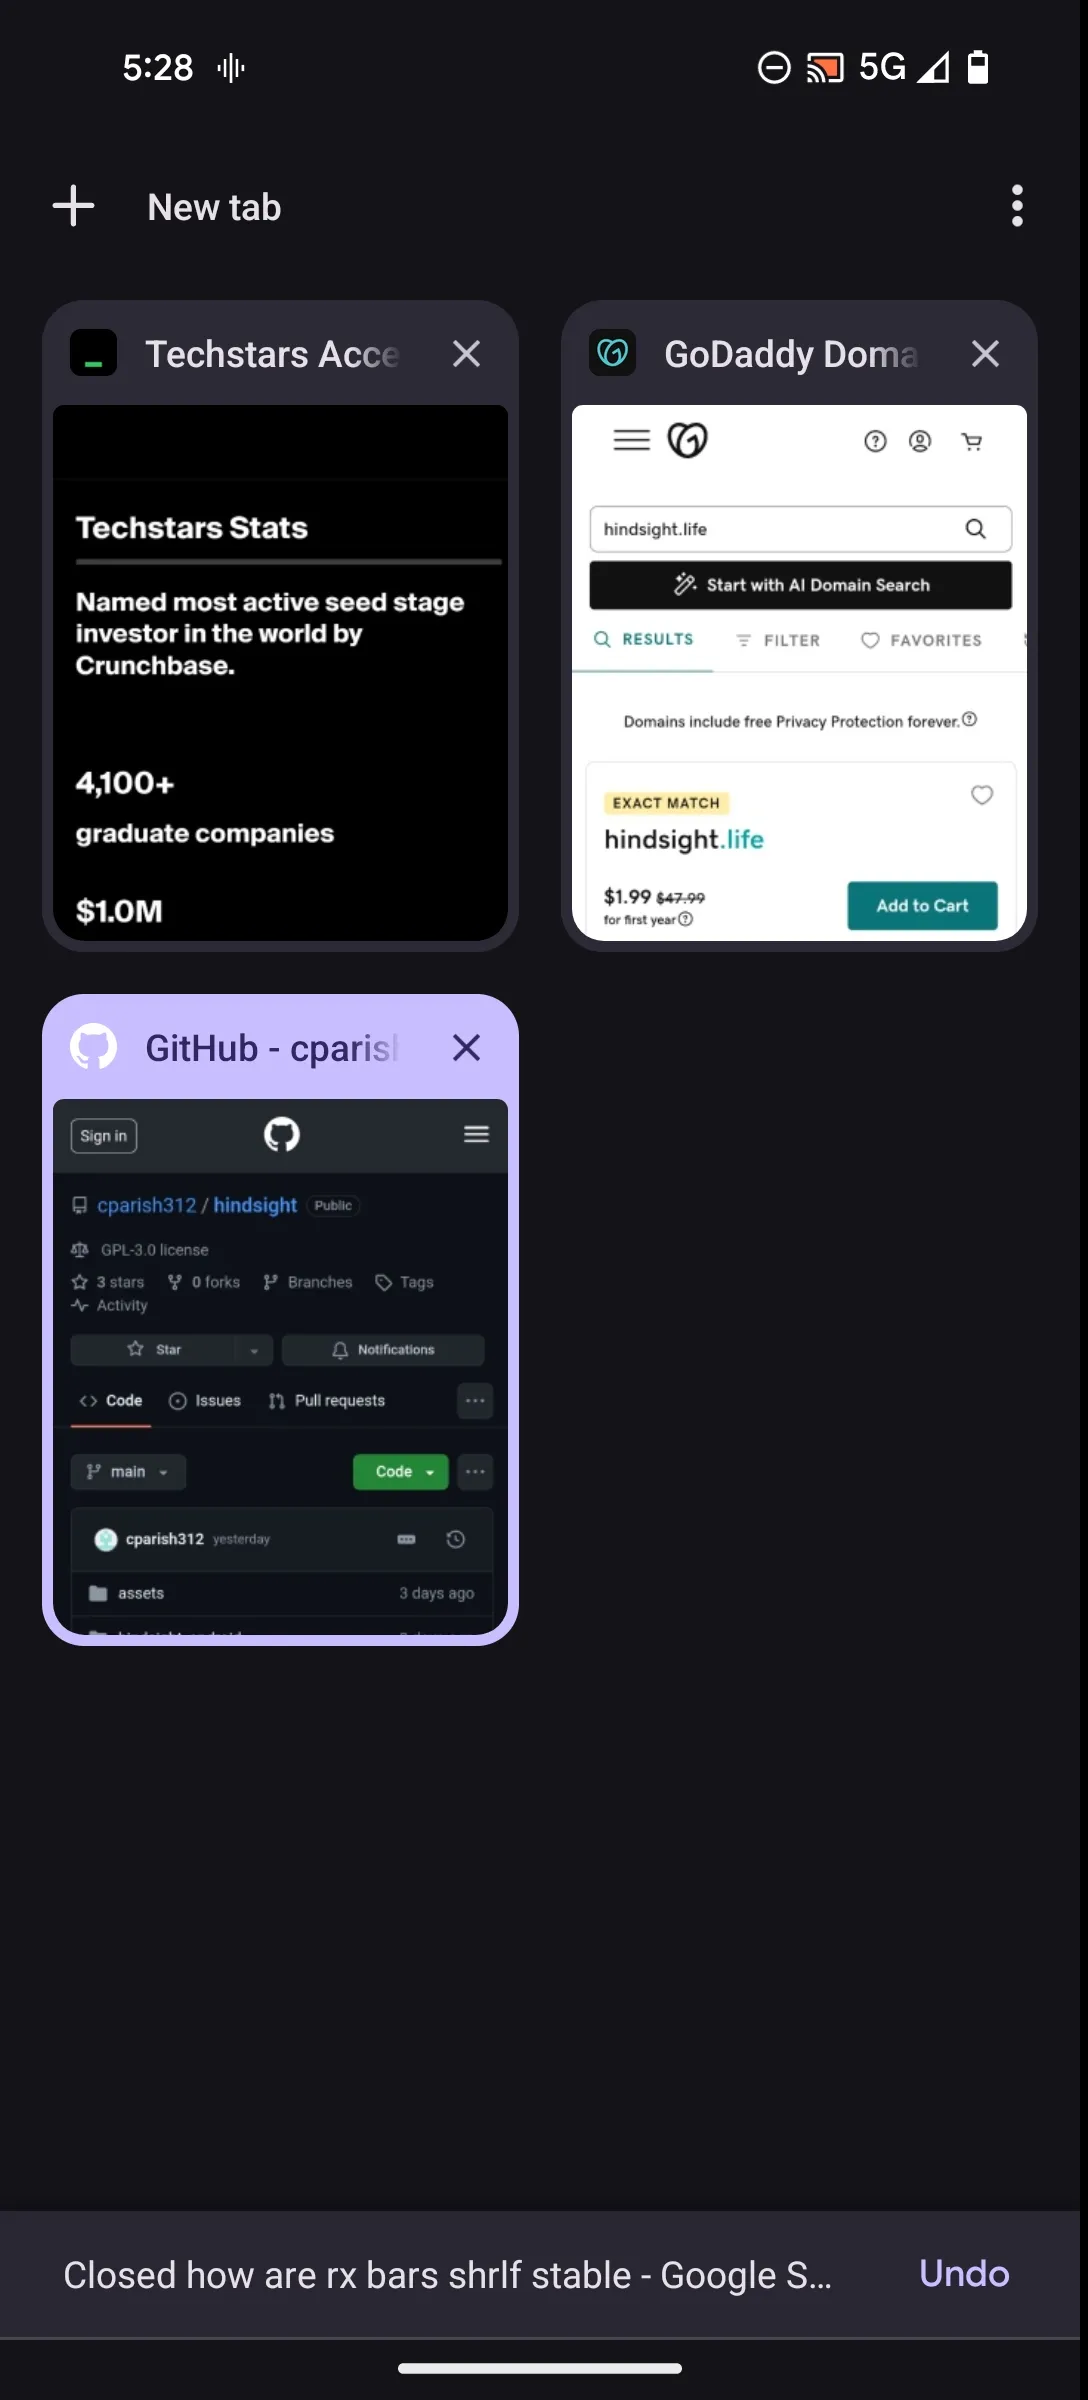 5:28
5G
New tab
Techstars Acce
Techstars Stats
Named most active seed stage
investor in the world by
Crunchbase.
4,100+
graduate companies
$1.0M
GoDaddy Doma
hindsight.life
Start with AI Domain Search
RESULTS FILTER FAVORITES
Domains include free Privacy Protection forever.
EXACT MATCH
hindsight.life
$1.99 $47.99
for first year
Add to Cart
GitHub - cparish
Sign in
cparish312 / hindsight Public
GPL-3.0 license
3 stars 0 forks Branches Tags
Activity
Star Notifications
Code Issues Pull requests
main Code
cparish312 yesterday
assets 3 days ago
Closed how are rx bars shrlf stable - Google S...
Undo